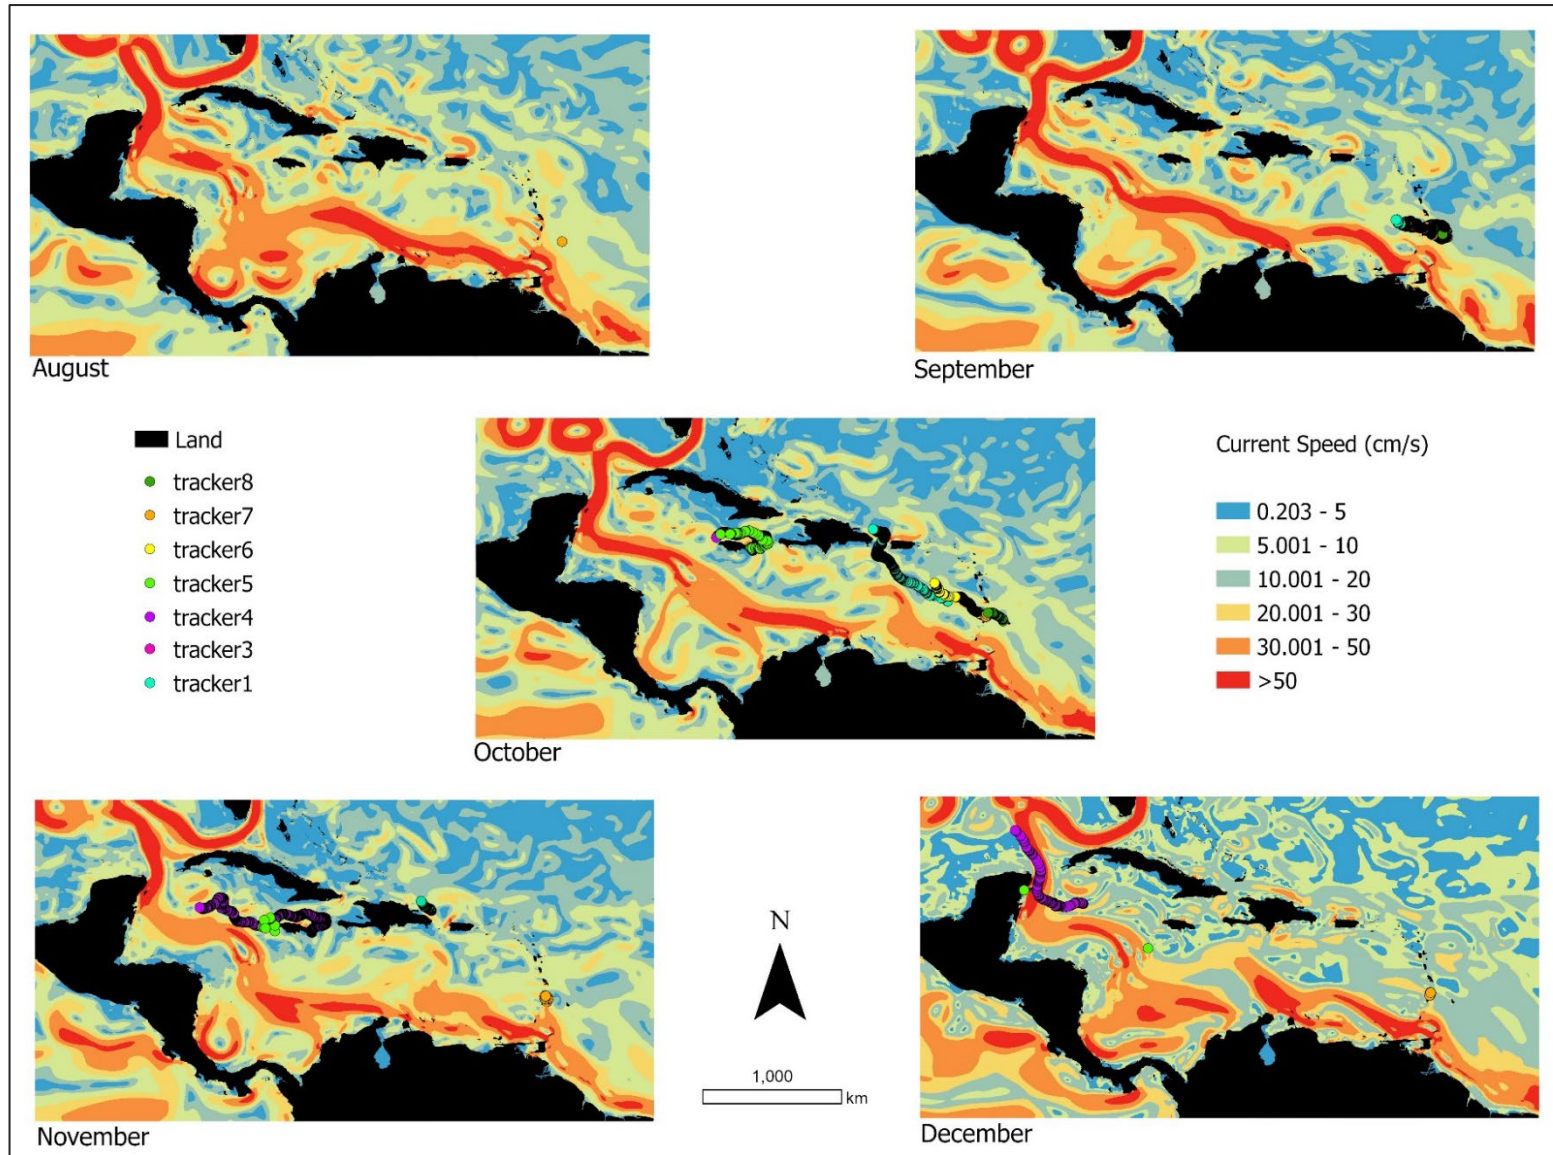 August
September
Land
tracker8
tracker7
tracker6
tracker5
tracker4
tracker3
tracker1
Current Speed (cm/s)
0.203 - 5
5.001 - 10
10.001 - 20
20.001 - 30
30.001 - 50
>50
October
N
1,000
km
November
December